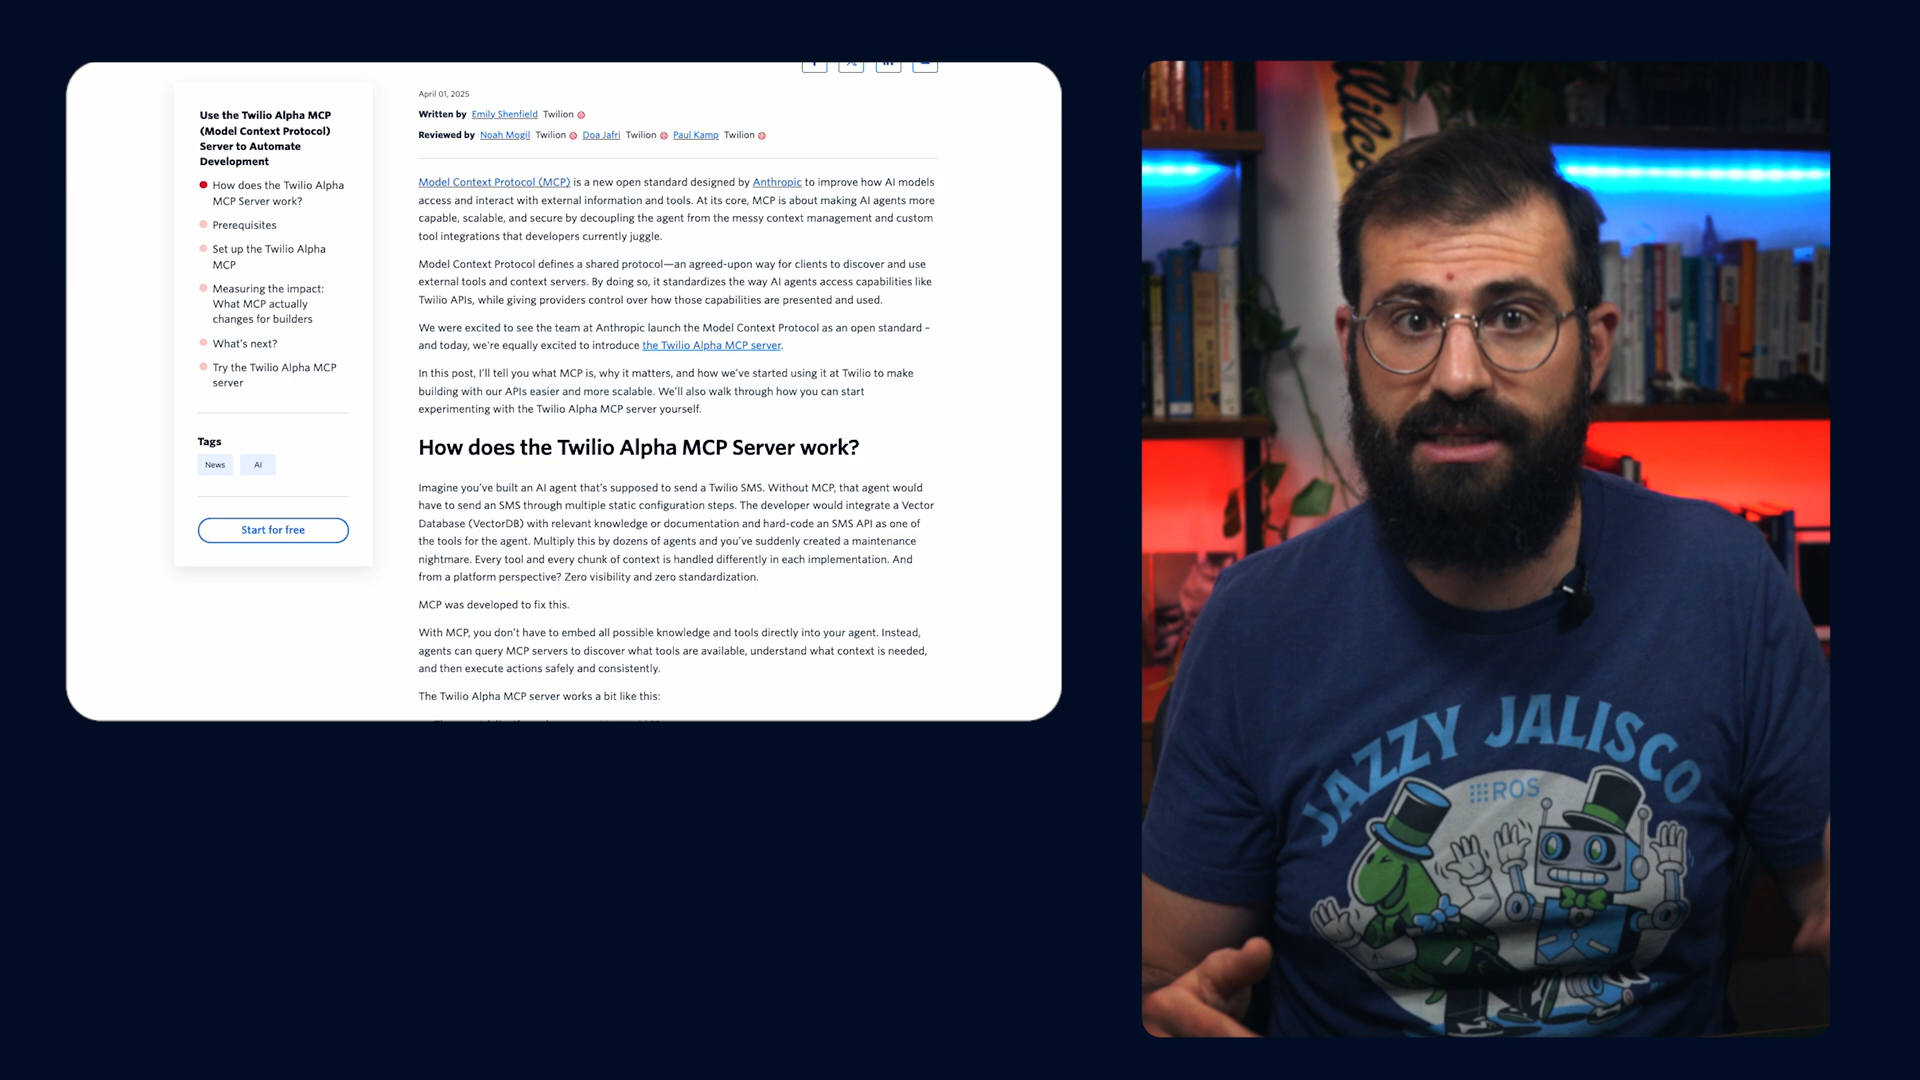 Use the Twilio Alpha MCP
(Model Context Protocol)
Server to Automate
Development
How does the Twilio Alpha
MCP Server work?
Prerequisites
Set up the Twilio Alpha
MCP
Measuring the impact:
What MCP actually
changes for builders
What's next?
Try the Twilio Alpha MCP
server
Tags
News AI
Start for free
April 01, 2025
Written by Emily Shenfield Twilion
Reviewed by Noah Mogil Twilion Doa Jafri Twilion Paul Kamp Twilion
Model Context Protocol (MCP) is a new open standard designed by Anthropic to improve how AI models
access and interact with external information and tools. At its core, MCP is about making AI agents more
capable, scalable, and secure by decoupling the agent from the messy context management and custom
tool integrations that developers currently juggle.
Model Context Protocol defines a shared protocol—an agreed-upon way for clients to discover and use
external tools and context servers. By doing so, it standardizes the way AI agents access capabilities like
Twilio APIs, while giving providers control over how those capabilities are presented and used.
We were excited to see the team at Anthropic launch the Model Context Protocol as an open standard –
and today, we're equally excited to introduce the Twilio Alpha MCP server.
In this post, I'll tell you what MCP is, why it matters, and how we've started using it at Twilio to make
building with our APIs easier and more scalable. We'll also walk through how you can start
experimenting with the Twilio Alpha MCP server yourself.
How does the Twilio Alpha MCP Server work?
Imagine you've built an AI agent that's supposed to send a Twilio SMS. Without MCP, that agent would
have to send an SMS through multiple static configuration steps. The developer would integrate a Vector
Database (VectorDB) with relevant knowledge or documentation and hard-code an SMS API as one of
the tools for the agent. Multiply this by dozens of agents and you've suddenly created a maintenance
nightmare. Every tool and every chunk of context is handled differently in each implementation. And
from a platform perspective? Zero visibility and zero standardization.
MCP was developed to fix this.
With MCP, you don't have to embed all possible knowledge and tools directly into your agent. Instead,
agents can query MCP servers to discover what tools are available, understand what context is needed,
and then execute actions safely and consistently.
The Twilio Alpha MCP server works a bit like this:
Wilco
JAZZY JALISCO
ROS